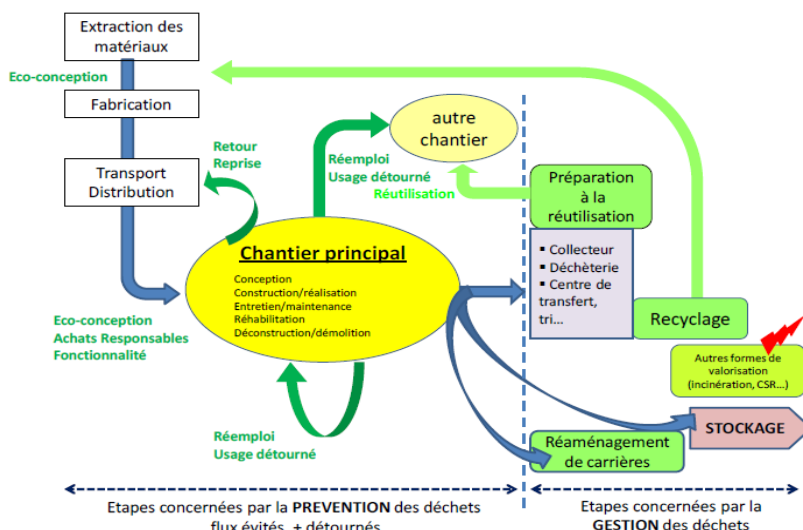 Extraction des
matériaux
Eco-conception
Fabrication
Transport
Distribution
Retour
Reprise
Réemploi
Usage détourné
Réutilisation
autre
chantier
Préparation
à la
réutilisation
▪ Collecteur
▪ Déchèterie
▪ Centre de
transfert,
tri...
Recyclage
Chantier principal
Conception
Construction/réalisation
Entretien/maintenance
Réhabilitation
Déconstruction/démolition
Eco-conception
Achats Responsables
Fonctionnalité
Réemploi
Usage détourné
Autres formes de
valorisation
(incinération, CSR...)
STOCKAGE
Réaménagement
de carrières
Etapes concernées par la PREVENTION des déchets
flux évités + détournés
Etapes concernées par la
GESTION des déchets